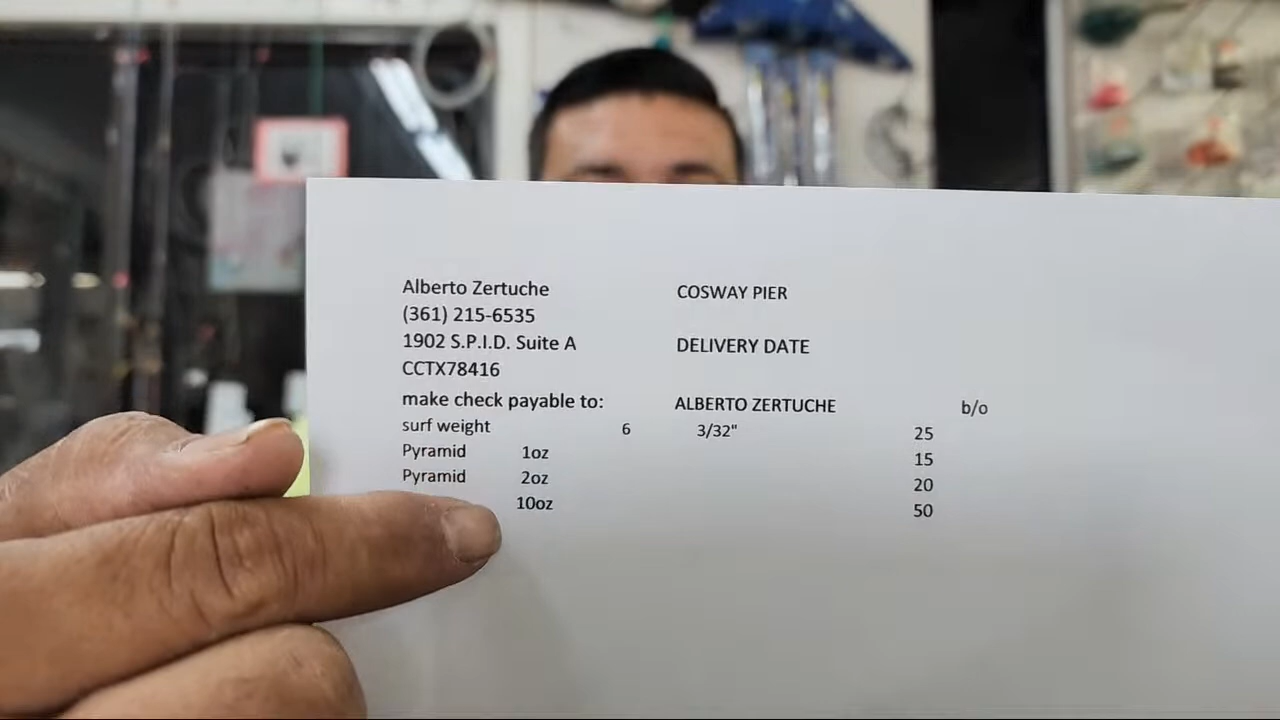 Alberto Zertuche COSWAY PIER
(361) 215-6535
1902 S.P.I.D. Suite A DELIVERY DATE
CCTX78416
make check payable to: ALBERTO ZERTUCHE b/o
surf weight 6 3/32" 25
Pyramid 1oz 15
Pyramid 2oz 20
10oz 50